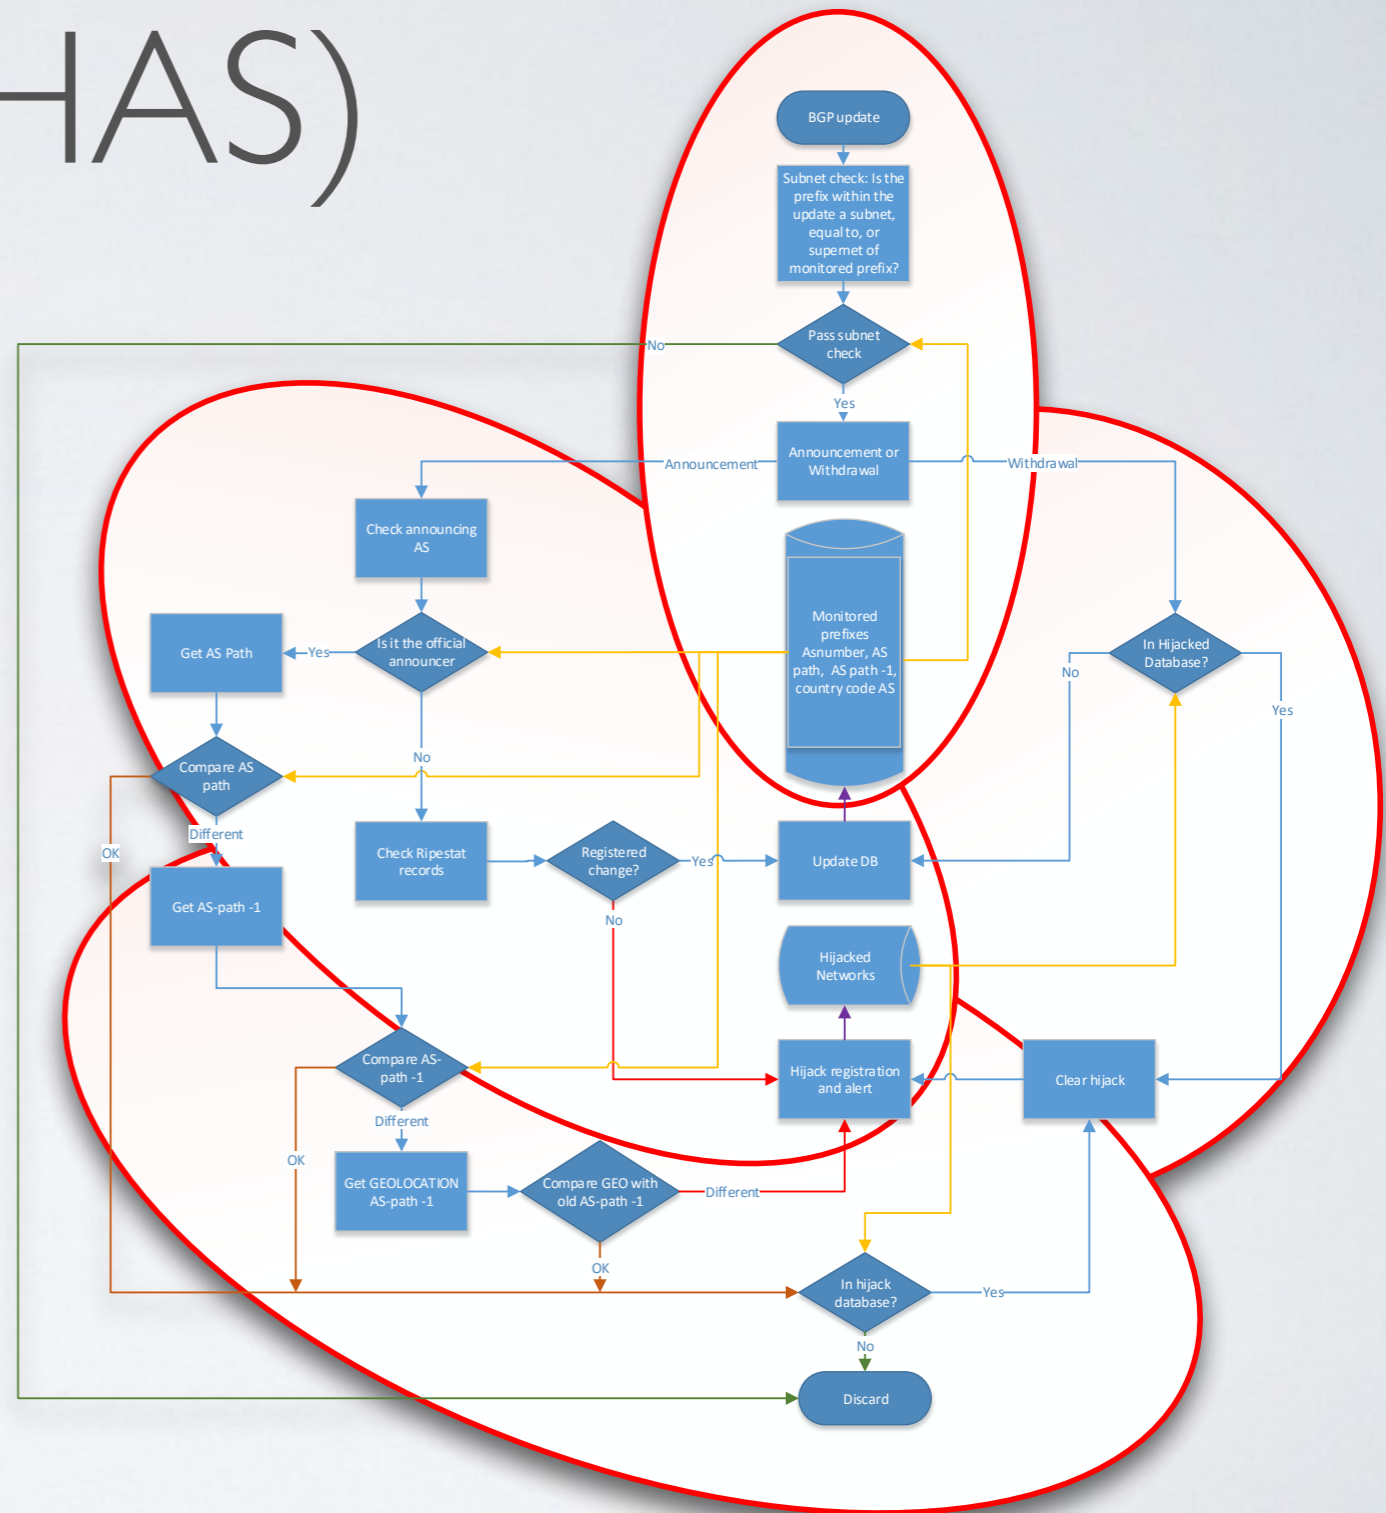 HAS)
BGP update
Subnet check: Is the
prefix within the
update a subnet,
equal to, or
supernet of
monitored prefix?
Pass subnet
check
No
Yes
Announcement or
Withdrawal
Announcement
Withdrawal
Check announcing
AS
Monitored
prefixes
Asnumber, AS
path, AS path -1,
country code AS
Is it the official
announcer
Yes
Get AS Path
In Hijacked
Database?
No
Yes
No
Compare AS
path
Different
OK
Check Ripestat
records
Registered
change?
Yes
Update DB
No
Get AS-path -1
Hijacked
Networks
Compare AS-
path -1
Hijack registration
and alert
Clear hijack
Different
OK
Get GEOLOCATION
AS-path -1
Compare GEO with
old AS-path -1
Different
OK
In hijack
database?
Yes
No
Discard